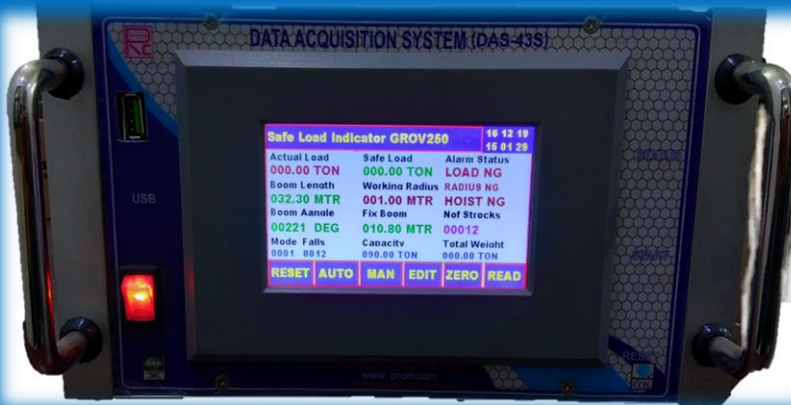 DATA ACQUISITION SYSTEM (DAS-43S)
USB
Safe Load Indicator GROV250
16 12 19
15 01 29
Actual Load Safe Load Alarm Status
000.00 TON 000.00 TON LOAD NG
Boom Length Working Radius RADIUS NG
032.30 MTR 001.00 MTR HOIST NG
Boom Aangle Fix Boom Nof Strocks
00221 DEG 010.80 MTR 00012
Mode Falls Capacity Total Weight
0001 0012 090.00 TON 000.00 TON
RESET AUTO MAN EDIT ZERO READ